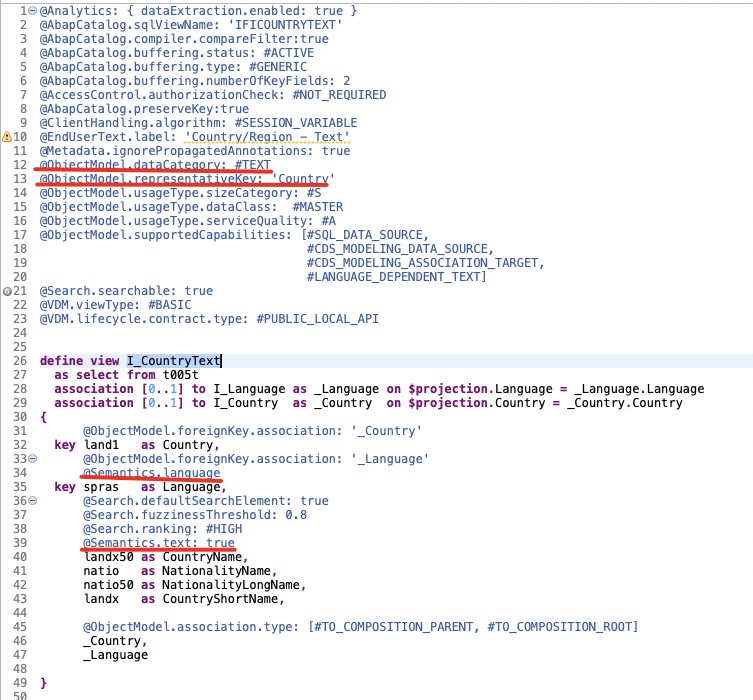 1 @Analytics: { dataExtraction.enabled: true }
2 @AbapCatalog.sqlViewName: 'IFICOUNTRYTEXT'
3 @AbapCatalog.compiler.compareFilter:true
4 @AbapCatalog.buffering.status: #ACTIVE
5 @AbapCatalog.buffering.type: #GENERIC
6 @AbapCatalog.buffering.numberOfKeyFields: 2
7 @AccessControl.authorizationCheck: #NOT_REQUIRED
8 @AbapCatalog.preserveKey:true
9 @ClientHandling.algorithm: #SESSION_VARIABLE
10 @EndUserText.label: 'Country/Region - Text'
11 @Metadata.ignorePropagatedAnnotations: true
12 @ObjectModel.dataCategory: #TEXT
13 @ObjectModel.representativeKey: 'Country'
14 @ObjectModel.usageType.sizeCategory: #S
15 @ObjectModel.usageType.dataClass:  #MASTER
16 @ObjectModel.usageType.serviceQuality: #A
17 @ObjectModel.supportedCapabilities: [#SQL_DATA_SOURCE,
18 #CDS_MODELING_DATA_SOURCE,
19 #CDS_MODELING_ASSOCIATION_TARGET,
20 #LANGUAGE_DEPENDENT_TEXT]
21 @Search.searchable: true
22 @VDM.viewType: #BASIC
23 @VDM.lifecycle.contract.type: #PUBLIC_LOCAL_API
24
25
26 define view I_CountryText
27 as select from t005t
28 association [0..1] to I_Language as _Language on $projection.Language = _Language.Language
29 association [0..1] to I_Country  as _Country  on $projection.Country = _Country.Country
30 {
31 @ObjectModel.foreignKey.association: '_Country'
32 key land1   as Country,
33 @ObjectModel.foreignKey.association: '_Language'
34 @Semantics.language
35 key spras   as Language,
36 @Search.defaultSearchElement: true
37 @Search.fuzzinessThreshold: 0.8
38 @Search.ranking: #HIGH
39 @Semantics.text: true
40 landx50 as CountryName,
41 natio   as NationalityName,
42 natio50 as NationalityLongName,
43 landx   as CountryShortName,
44
45 @ObjectModel.association.type: [#TO_COMPOSITION_PARENT, #TO_COMPOSITION_ROOT]
46 _Country,
47 _Language
48
49 }
50